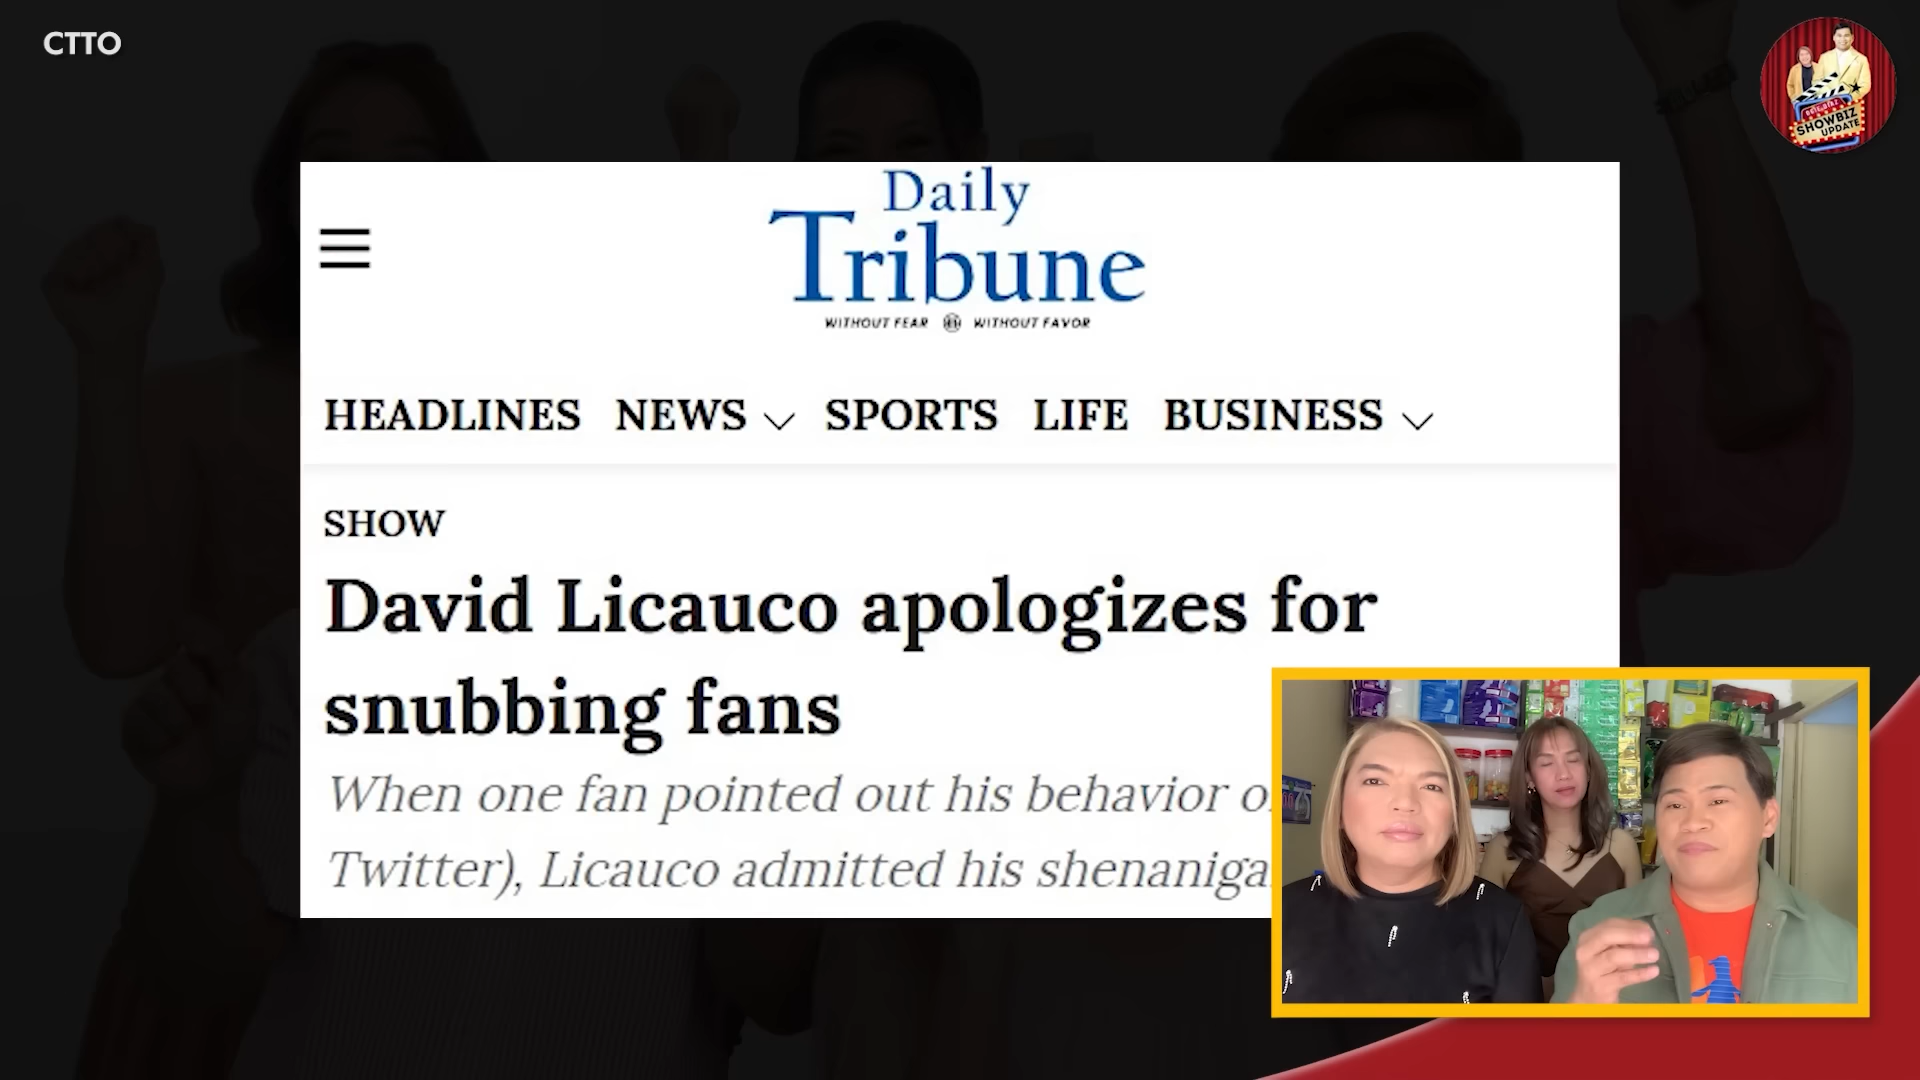 CTTO
SHOWBIZ
UPDATE
Daily
Tribune
WITHOUT FEAR WITHOUT FAVOR
HEADLINES NEWS SPORTS LIFE BUSINESS
SHOW
David Licauco apologizes for
snubbing fans
When one fan pointed out his behavior o
Twitter), Licauco admitted his shenaniga